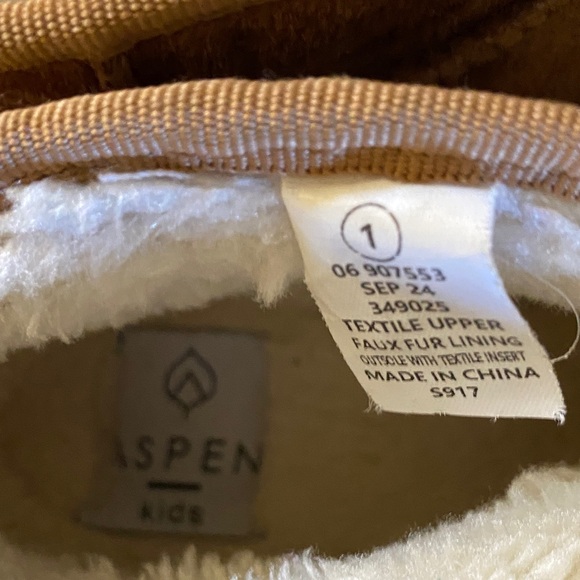 1
06 907553
SEP 24
349025
TEXTILE UPPER
FAUX FUR LINING
OUTSOLE WITH TEXTILE INSERT
MADE IN CHINA
S917
ASPEN
kids